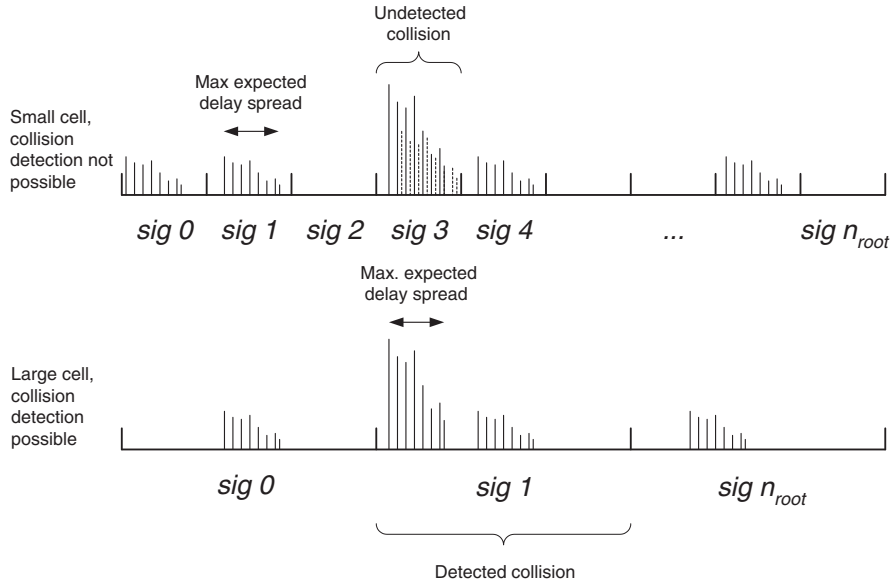 Undetected
collision
Max expected
delay spread
Small cell,
collision
detection not
possible
sig 0 sig 1 sig 2 sig 3 sig 4 ... sig n_root
Max. expected
delay spread
Large cell,
collision
detection
possible
sig 0 sig 1 sig n_root
Detected collision